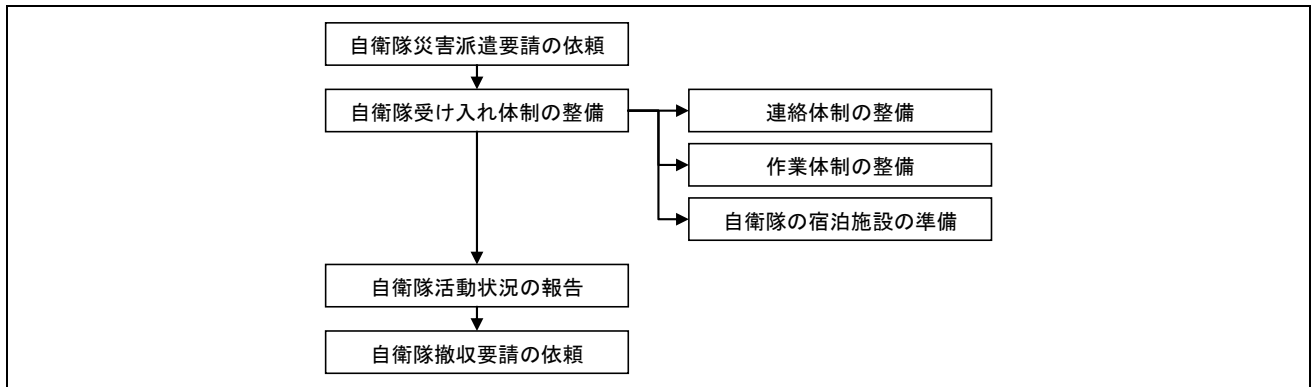 自衛隊災害派遣要請の依頼
自衛隊受け入れ体制の整備
連絡体制の整備
作業体制の整備
自衛隊の宿泊施設の準備
自衛隊活動状況の報告
自衛隊撤収要請の依頼